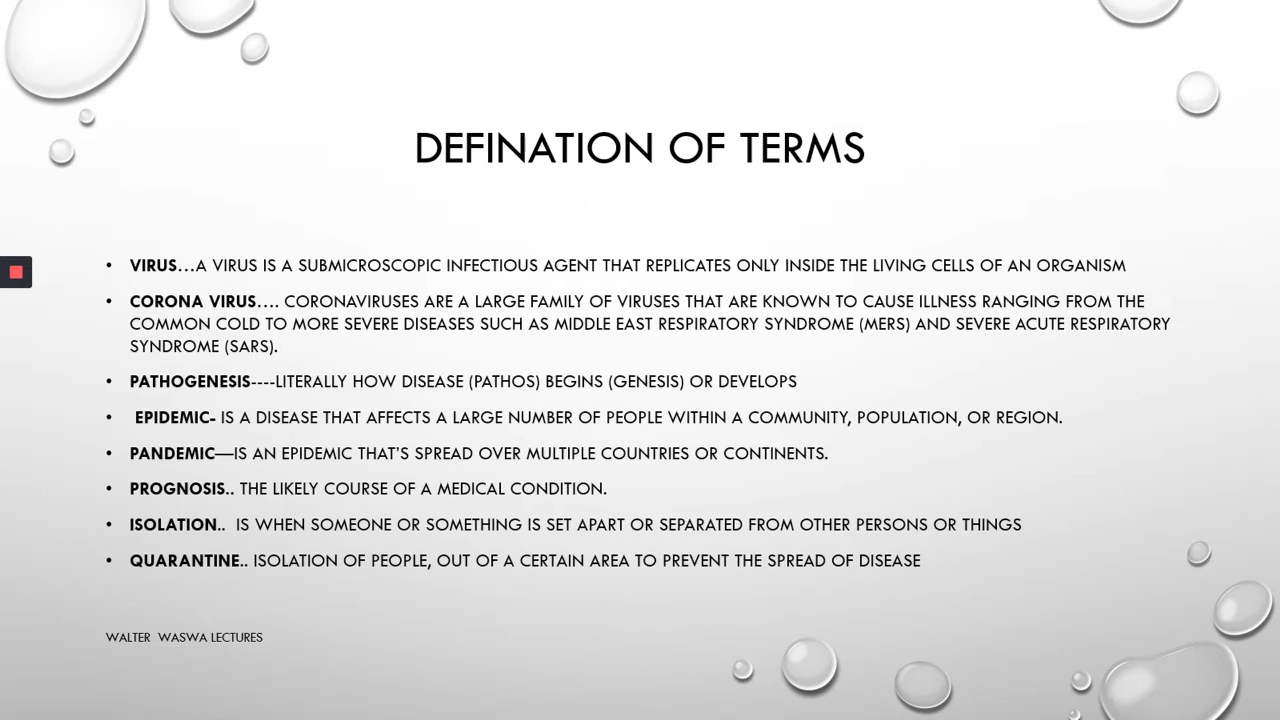 DEFINATION OF TERMS
• VIRUS...A VIRUS IS A SUBMICROSCOPIC INFECTIOUS AGENT THAT REPLICATES ONLY INSIDE THE LIVING CELLS OF AN ORGANISM
• CORONA VIRUS.... CORONAVIRUSES ARE A LARGE FAMILY OF VIRUSES THAT ARE KNOWN TO CAUSE ILLNESS RANGING FROM THE
COMMON COLD TO MORE SEVERE DISEASES SUCH AS MIDDLE EAST RESPIRATORY SYNDROME (MERS) AND SEVERE ACUTE RESPIRATORY
SYNDROME (SARS).
• PATHOGENESIS----LITERALLY HOW DISEASE (PATHOS) BEGINS (GENESIS) OR DEVELOPS
• EPIDEMIC- IS A DISEASE THAT AFFECTS A LARGE NUMBER OF PEOPLE WITHIN A COMMUNITY, POPULATION, OR REGION.
• PANDEMIC—IS AN EPIDEMIC THAT’S SPREAD OVER MULTIPLE COUNTRIES OR CONTINENTS.
• PROGNOSIS.. THE LIKELY COURSE OF A MEDICAL CONDITION.
• ISOLATION.. IS WHEN SOMEONE OR SOMETHING IS SET APART OR SEPARATED FROM OTHER PERSONS OR THINGS
• QUARANTINE.. ISOLATION OF PEOPLE, OUT OF A CERTAIN AREA TO PREVENT THE SPREAD OF DISEASE
WALTER WASWA LECTURES